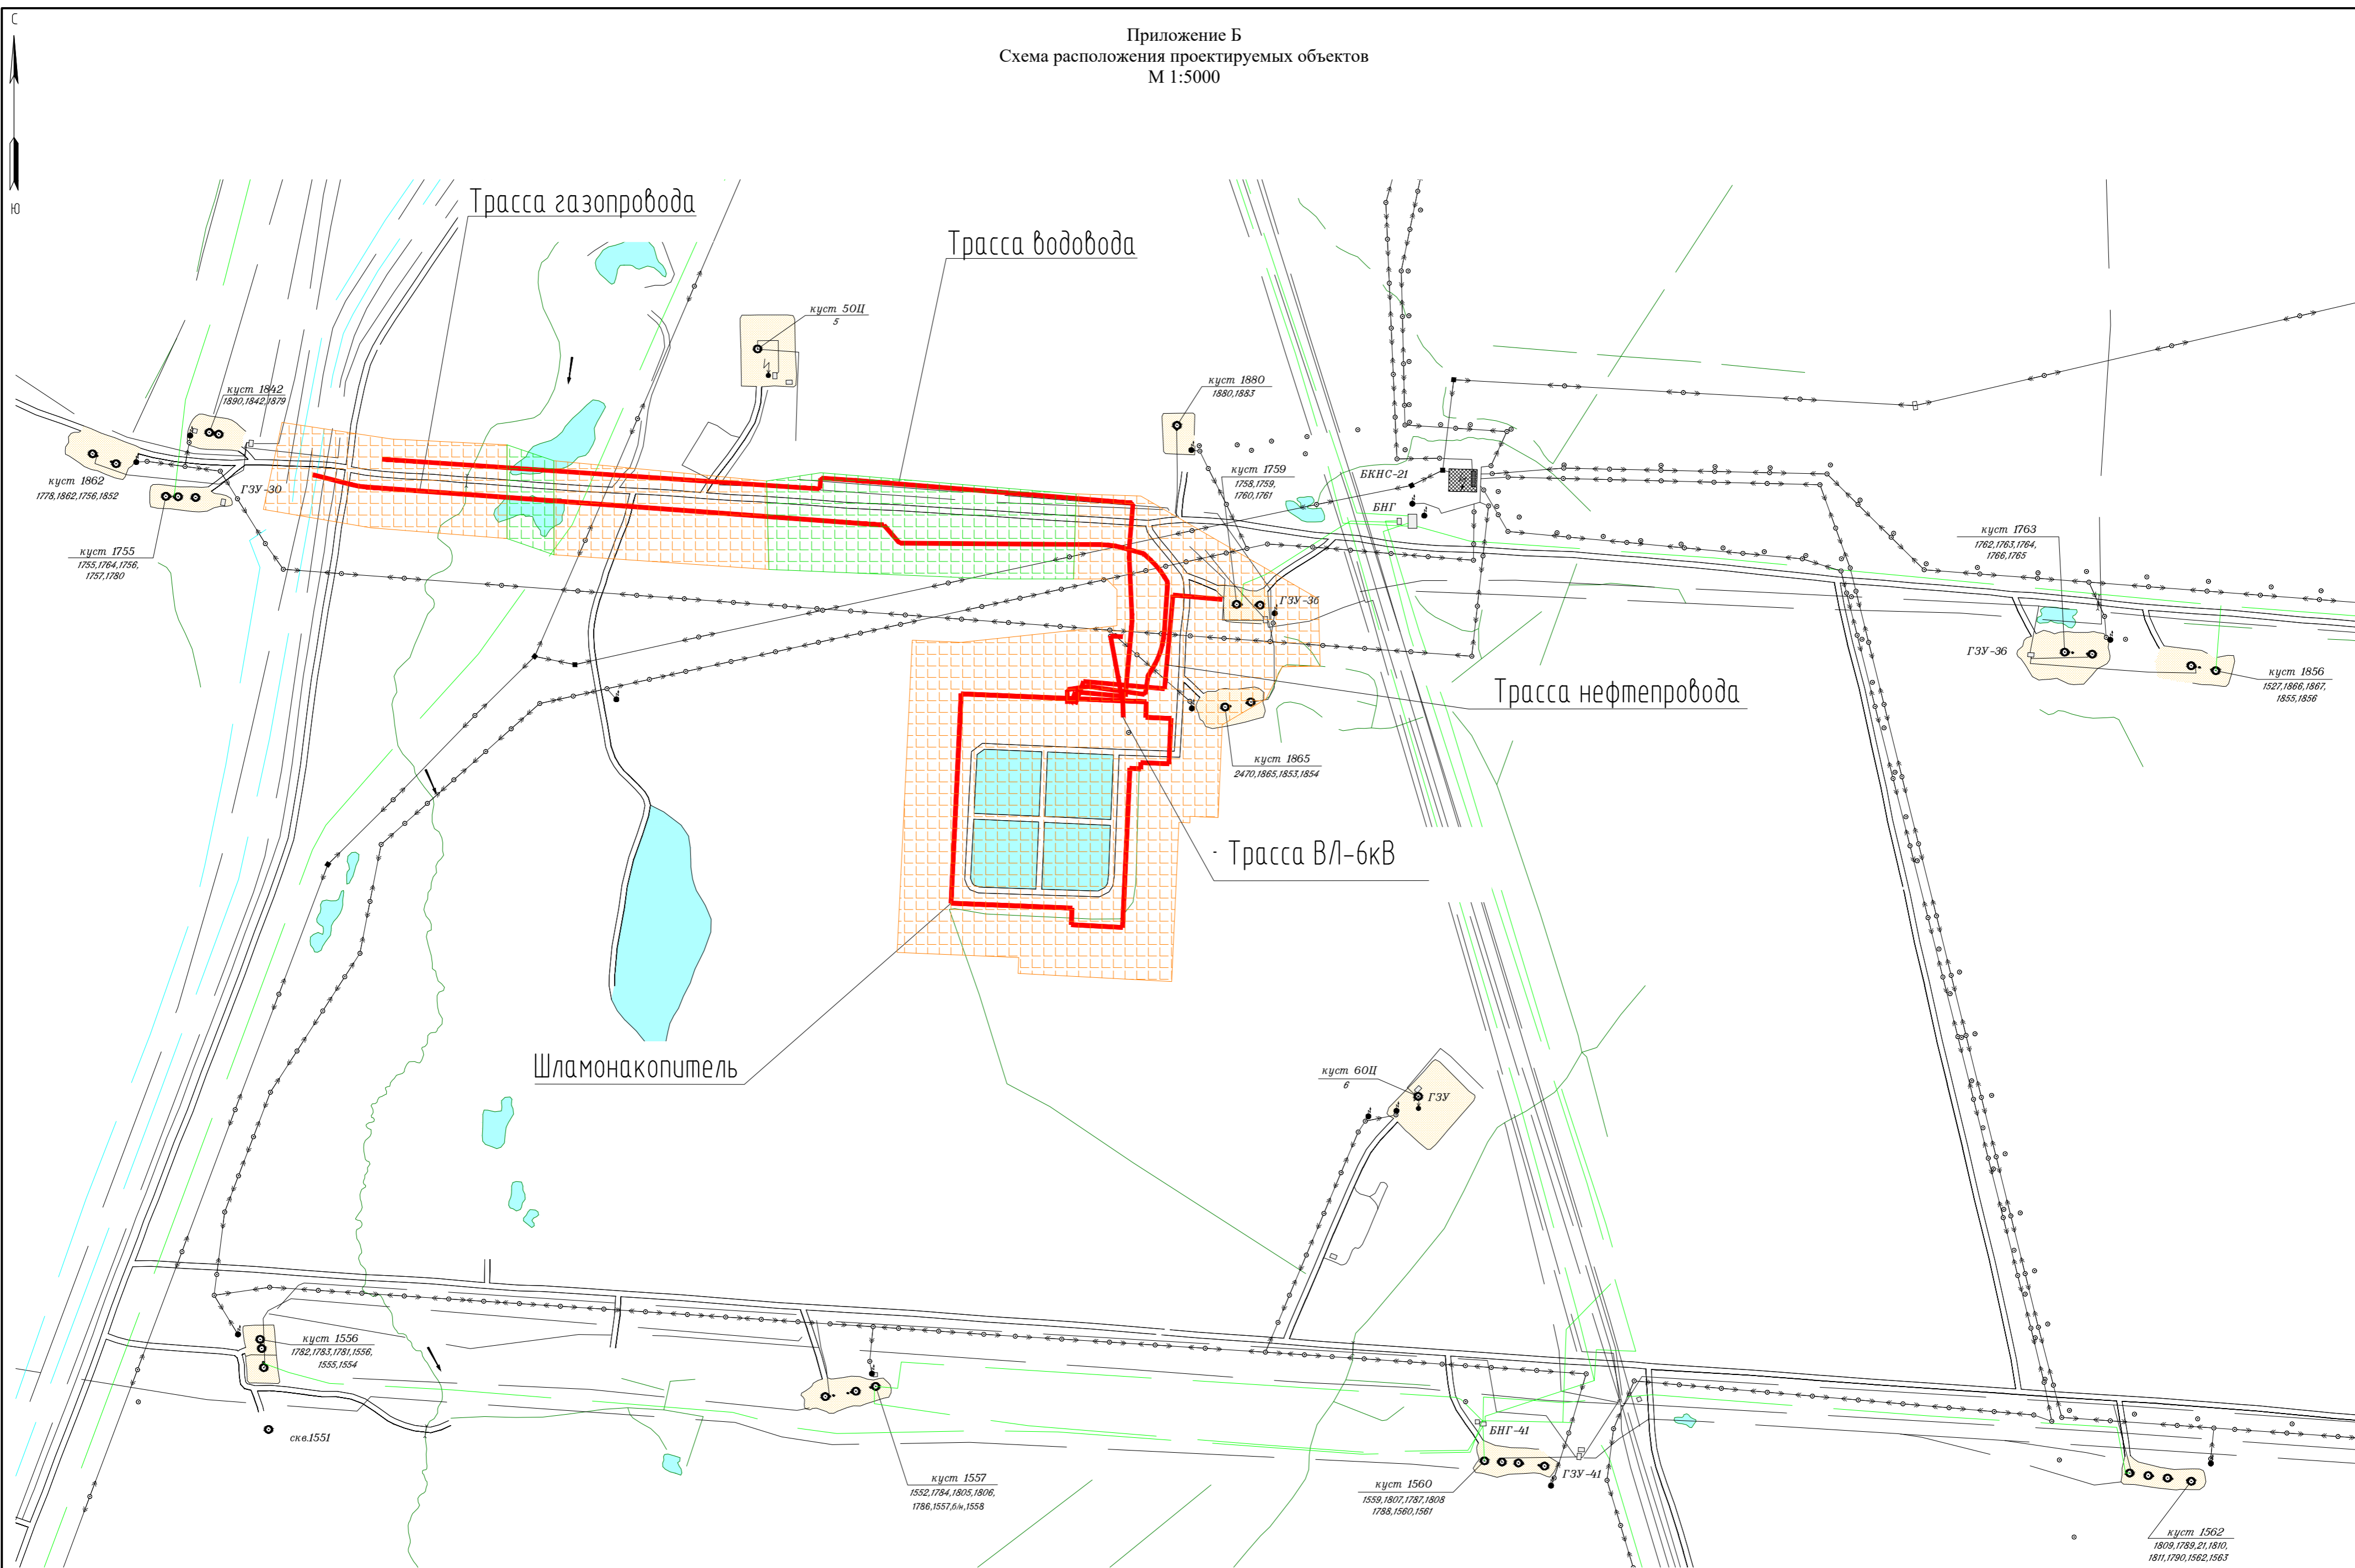 С
Приложение Б
Схема расположения проектируемых объектов
М 1:5000
Ю
Трасса газопровода
Трасса водовода
куст 50Ц
5
куст 1842
1890,1842,1879
куст 1880
1880,1883
куст 1759
1758,1759,
1760,1761
БКНС-21
БНГ
куст 1862
1778,1862,1756,1852
ГЗУ-30
куст 1755
1755,1764,1756,
1757,1780
куст 1763
1762,1763,1764,
1766,1765
ГЗУ-36
ГЗУ-36
куст 1856
1527,1866,1867,
1855,1856
Трасса нефтепровода
куст 1865
2470,1865,1853,1854
- Трасса ВЛ-6кВ
Шламонакопитель
куст 60Ц
6
ГЗУ
куст 1556
1782,1783,1781,1556,
1555,1554
скв.1551
куст 1557
1552,1784,1805,1806,
1786,1557,б/н,1558
БНГ-41
ГЗУ-41
куст 1560
1559,1807,1787,1808
1788,1560,1561
куст 1562
1809,1789,21,1810,
1811,1790,1562,1563